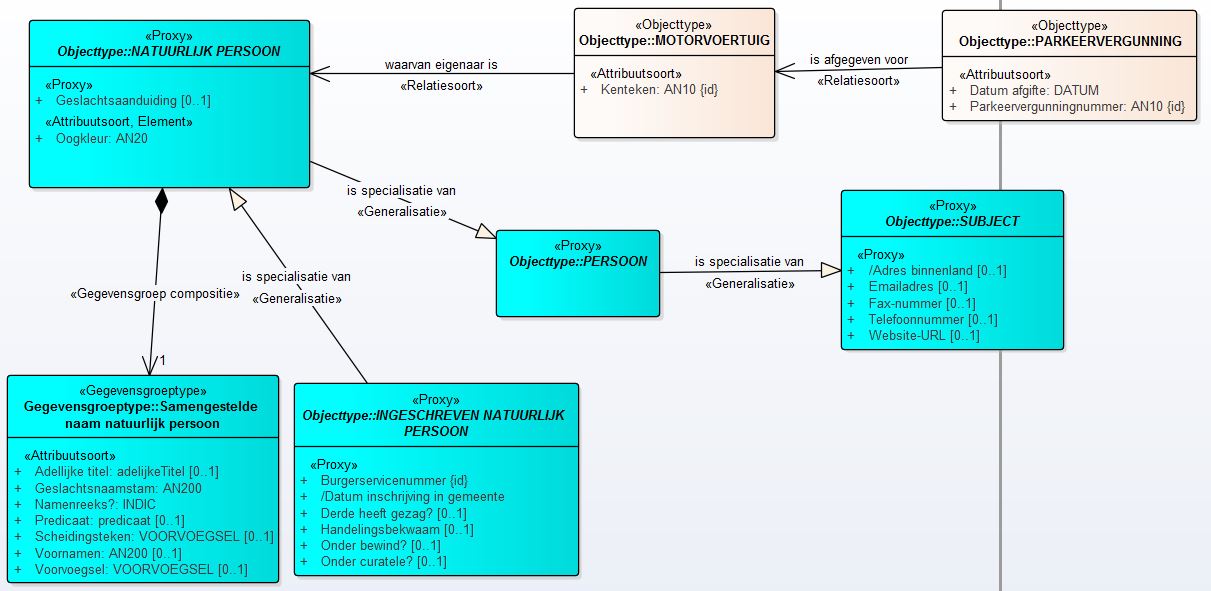 «Proxy»
Objecttype::NATUURLIJK PERSOON
«Proxy»
+ Geslachtsaanduiding [0..1]
«Attribuutsoort, Element»
+ Oogkleur: AN20
waarvan eigenaar is
«Relatiesoort»
«Objecttype»
Objecttype::MOTORVOERTUIG
«Attribuutsoort»
+ Kenteken: AN10 {id}
is afgegeven voor
«Relatiesoort»
«Objecttype»
Objecttype::PARKEERVERGUNNING
«Attribuutsoort»
+ Datum afgifte: DATUM
+ Parkeervergunningnummer: AN10 {id}
is specialisatie van
«Generalisatie»
«Proxy»
Objecttype::PERSOON
is specialisatie van
«Generalisatie»
«Proxy»
Objecttype::SUBJECT
«Proxy»
+ /Adres binnenland [0..1]
+ Emailadres [0..1]
+ Fax-nummer [0..1]
+ Telefoonnummer [0..1]
+ Website-URL [0..1]
is specialisatie van
«Generalisatie»
«Gegevensgroep compositie»
1
«Gegevensgroeptype»
Gegevensgroeptype::Samengestelde
naam natuurlijk persoon
«Attribuutsoort»
+ Adellijke titel: adelijkeTitel [0..1]
+ Geslachtsnaamstam: AN200
+ Namenreeks?: INDIC
+ Predicaat: predicaat [0..1]
+ Scheidingsteken: VOORVOEGSEL [0..1]
+ Voornamen: AN200 [0..1]
+ Voorvoegsel: VOORVOEGSEL [0..1]
«Proxy»
Objecttype::INGESCHREVEN NATUURLIJK
PERSOON
«Proxy»
+ Burgerservicenummer {id}
+ /Datum inschrijving in gemeente
+ Derde heeft gezag? [0..1]
+ Handelingsbekwaam [0..1]
+ Onder bewind? [0..1]
+ Onder curatele? [0..1]